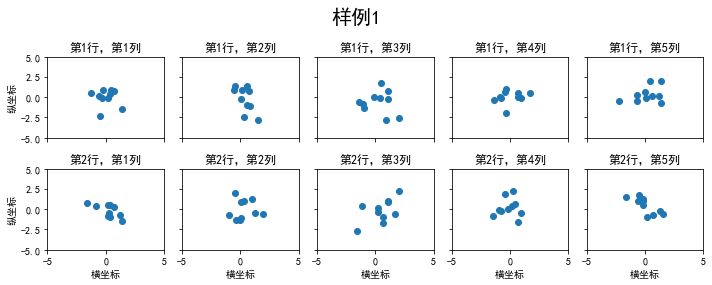 样例1
第1行，第1列 第1行，第2列 第1行，第3列 第1行，第4列 第1行，第5列
5.0
2.5
纵坐标
0.0
−2.5
−5.0
第2行，第1列 第2行，第2列 第2行，第3列 第2行，第4列 第2行，第5列
5.0
2.5
纵坐标
0.0
−2.5
−5.0
−5 0 5 −5 0 5 −5 0 5 −5 0 5 −5 0 5
横坐标 横坐标 横坐标 横坐标 横坐标